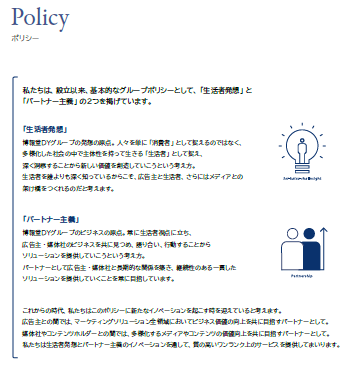 Policy
ポリシー
私たちは、設立以来、基本的なグループポリシーとして、「生活者発想」と
「パートナー主義」の2つを掲げています。
「生活者発想」
博報堂DYグループの発想の原点。人々を単に「消費者」として捉えるのではなく、
多様化した社会の中で主体性を持って生きる「生活者」として捉え、
深く洞察することから新しい価値を創造していこうという考え方。
生活者を誰よりも深く知っているからこそ、広告主と生活者、さらにはメディアとの
架け橋をつくれるのだと考えます。
Sei-katsu-sha Insight
「パートナー主義」
博報堂DYグループのビジネスの原点。常に生活者視点に立ち、
広告主・媒体社のビジネスを共に見つめ、語り合い、行動することから
ソリューションを提供していこうという考え方。
パートナーとして広告主・媒体社と長期的な関係を築き、継続性のある一貫した
ソリューションを提供していくことを常に目指しています。
Partnership
これからの時代、私たちはこのポリシーに新たなイノベーションを起こす時を迎えていると考えます。
広告主との間では、マーケティングソリューション全領域においてビジネス価値の向上を共に目指すパートナーとして。
媒体社やコンテンツホルダーとの間では、多様化するメディアやコンテンツの価値向上を共に目指すパートナーとして。
私たちは生活者発想とパートナー主義のイノベーションを通して、質の高いワンランク上のサービスを提供してまいります。